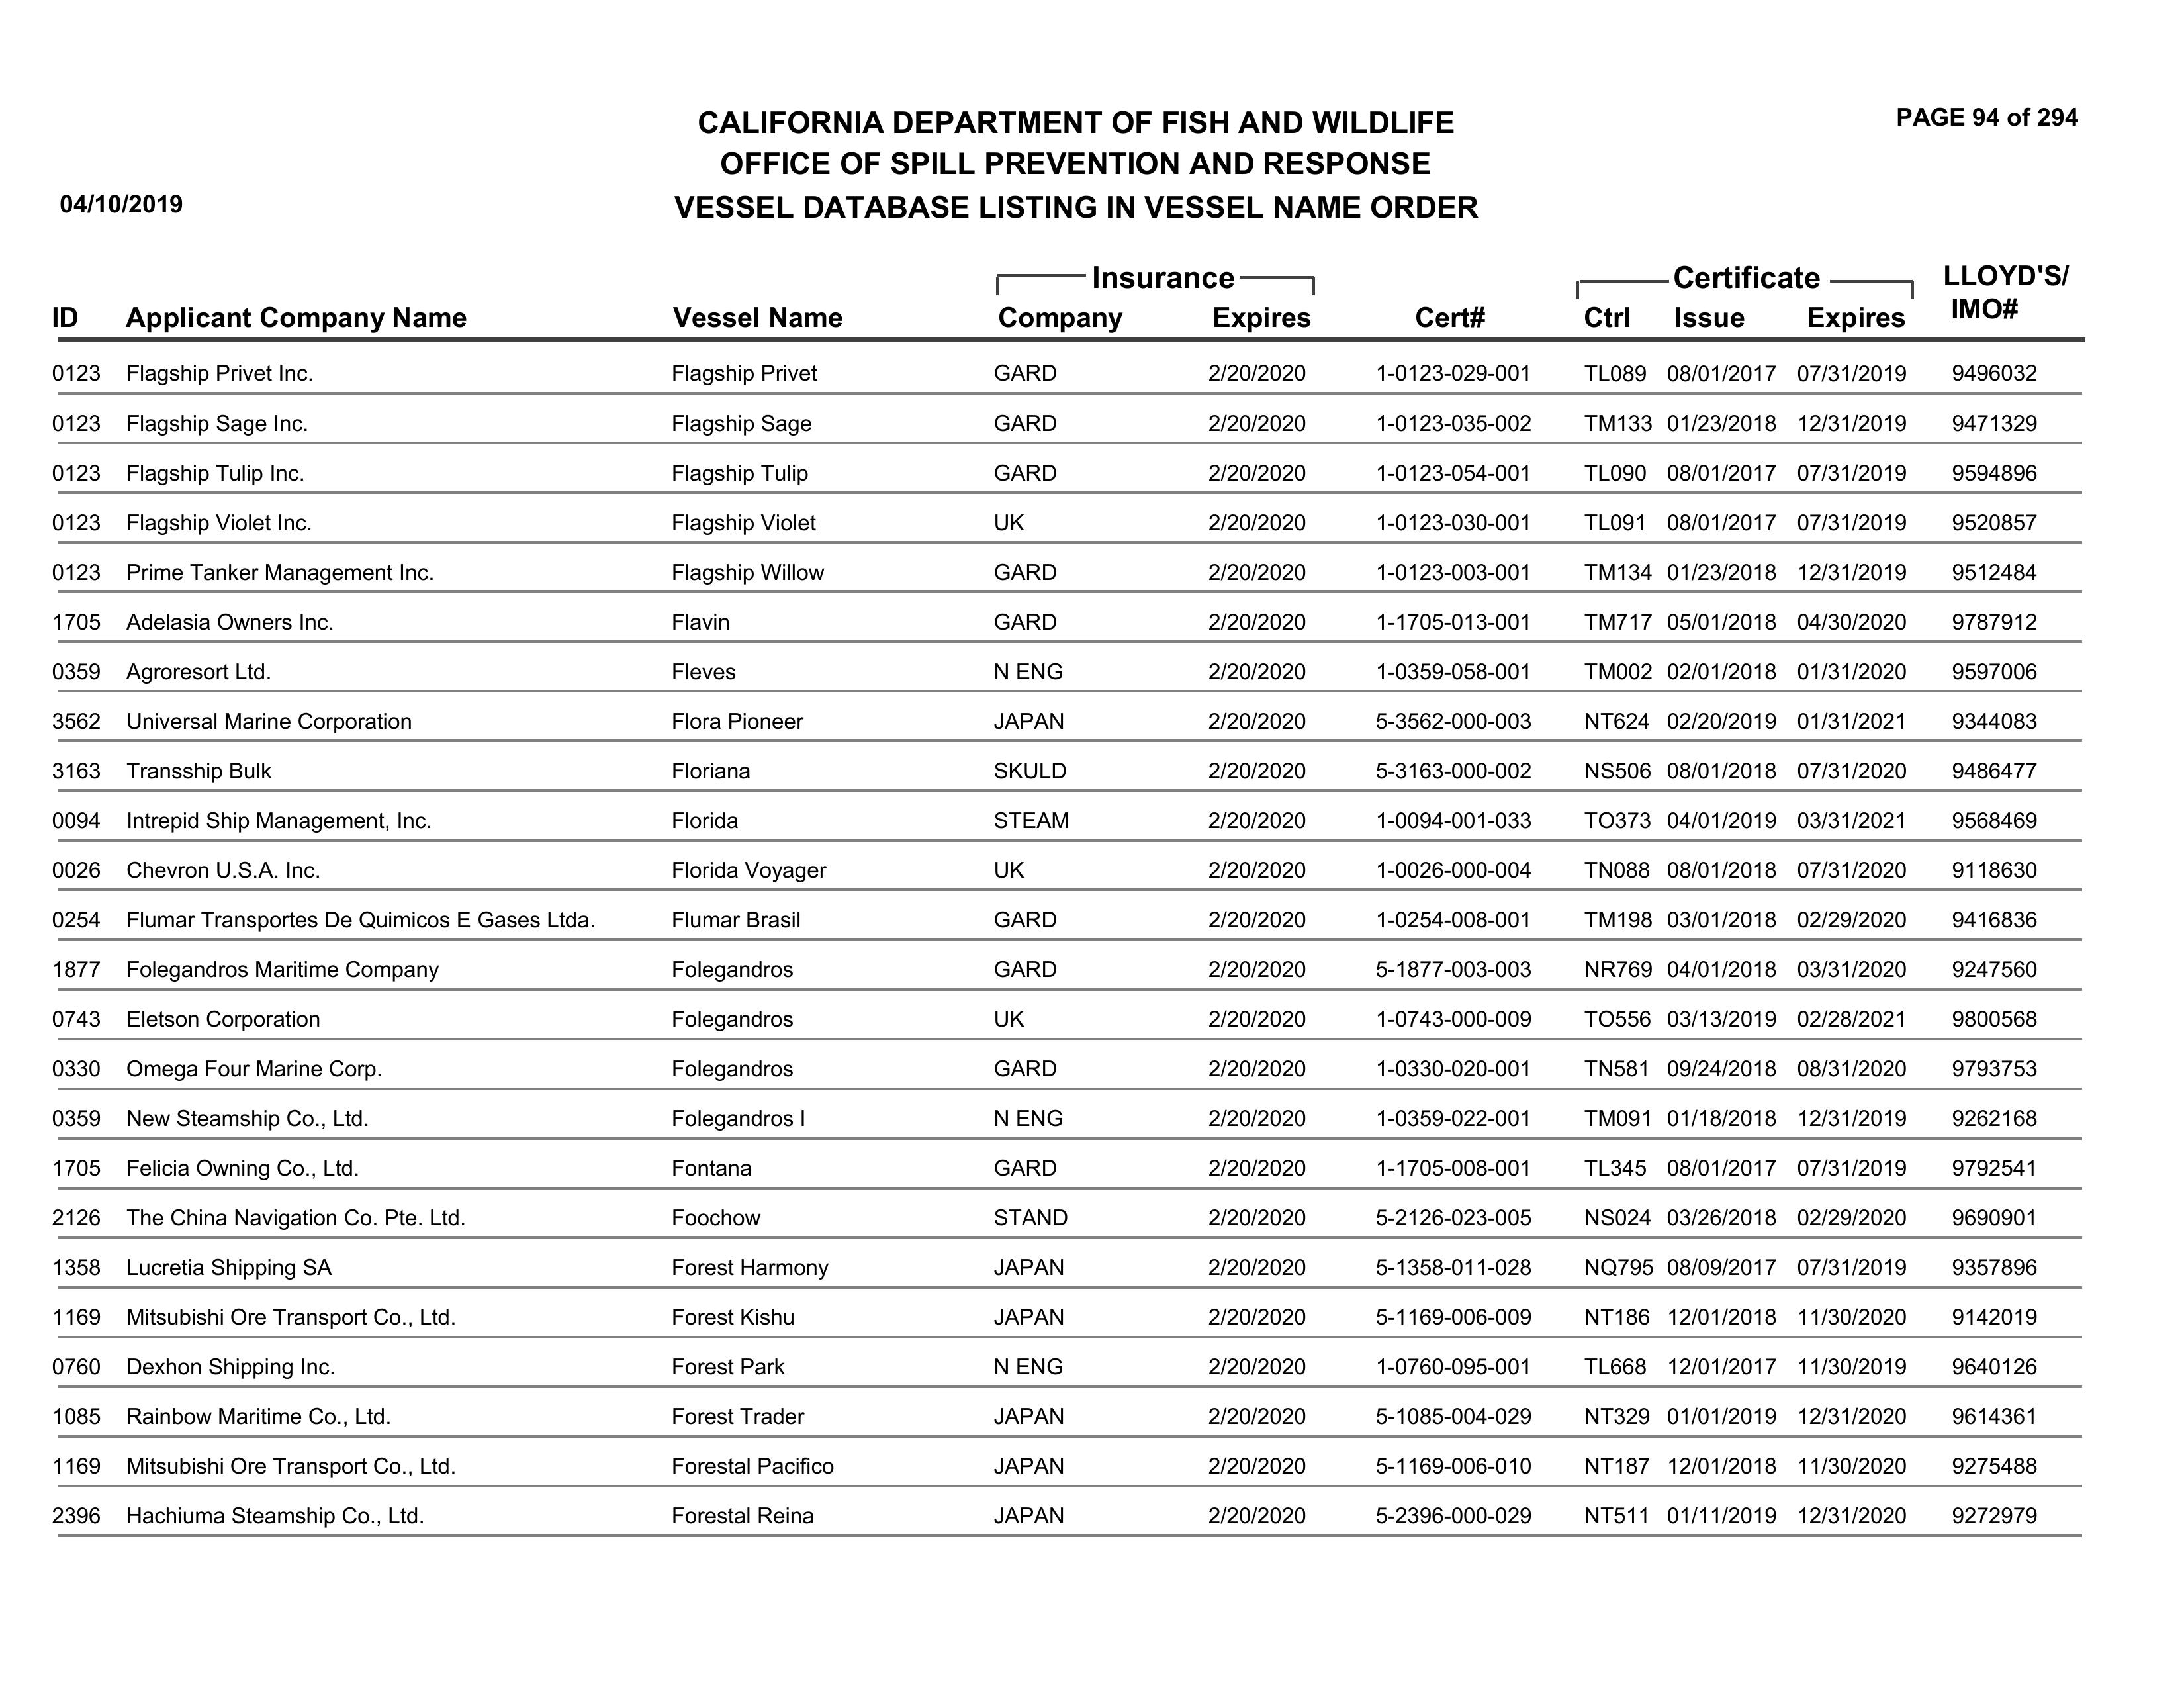 PAGE 94 of 294
CALIFORNIA DEPARTMENT OF FISH AND WILDLIFE
OFFICE OF SPILL PREVENTION AND RESPONSE
04/10/2019 VESSEL DATABASE LISTING IN VESSEL NAME ORDER
Insurance Certificate LLOYD'S/
ID Applicant Company Name Vessel Name Company Expires Cert# Ctrl Issue Expires IMO#
0123 Flagship Privet Inc. Flagship Privet GARD 2/20/2020 1-0123-029-001 TL089 08/01/2017 07/31/2019 9496032
0123 Flagship Sage Inc. Flagship Sage GARD 2/20/2020 1-0123-035-002 TM133 01/23/2018 12/31/2019 9471329
0123 Flagship Tulip Inc. Flagship Tulip GARD 2/20/2020 1-0123-054-001 TL090 08/01/2017 07/31/2019 9594896
0123 Flagship Violet Inc. Flagship Violet UK 2/20/2020 1-0123-030-001 TL091 08/01/2017 07/31/2019 9520857
0123 Prime Tanker Management Inc. Flagship Willow GARD 2/20/2020 1-0123-003-001 TM134 01/23/2018 12/31/2019 9512484
1705 Adelasia Owners Inc. Flavin GARD 2/20/2020 1-1705-013-001 TM717 05/01/2018 04/30/2020 9787912
0359 Agroresort Ltd. Fleves N ENG 2/20/2020 1-0359-058-001 TM002 02/01/2018 01/31/2020 9597006
3562 Universal Marine Corporation Flora Pioneer JAPAN 2/20/2020 5-3562-000-003 NT624 02/20/2019 01/31/2021 9344083
3163 Transship Bulk Floriana SKULD 2/20/2020 5-3163-000-002 NS506 08/01/2018 07/31/2020 9486477
0094 Intrepid Ship Management, Inc. Florida STEAM 2/20/2020 1-0094-001-033 TO373 04/01/2019 03/31/2021 9568469
0026 Chevron U.S.A. Inc. Florida Voyager UK 2/20/2020 1-0026-000-004 TN088 08/01/2018 07/31/2020 9118630
0254 Flumar Transportes De Quimicos E Gases Ltda. Flumar Brasil GARD 2/20/2020 1-0254-008-001 TM198 03/01/2018 02/29/2020 9416836
1877 Folegandros Maritime Company Folegandros GARD 2/20/2020 5-1877-003-003 NR769 04/01/2018 03/31/2020 9247560
0743 Eletson Corporation Folegandros UK 2/20/2020 1-0743-000-009 TO556 03/13/2019 02/28/2021 9800568
0330 Omega Four Marine Corp. Folegandros GARD 2/20/2020 1-0330-020-001 TN581 09/24/2018 08/31/2020 9793753
0359 New Steamship Co., Ltd. Folegandros I N ENG 2/20/2020 1-0359-022-001 TM091 01/18/2018 12/31/2019 9262168
1705 Felicia Owning Co., Ltd. Fontana GARD 2/20/2020 1-1705-008-001 TL345 08/01/2017 07/31/2019 9792541
2126 The China Navigation Co. Pte. Ltd. Foochow STAND 2/20/2020 5-2126-023-005 NS024 03/26/2018 02/29/2020 9690901
1358 Lucretia Shipping SA Forest Harmony JAPAN 2/20/2020 5-1358-011-028 NQ795 08/09/2017 07/31/2019 9357896
1169 Mitsubishi Ore Transport Co., Ltd. Forest Kishu JAPAN 2/20/2020 5-1169-006-009 NT186 12/01/2018 11/30/2020 9142019
0760 Dexhon Shipping Inc. Forest Park N ENG 2/20/2020 1-0760-095-001 TL668 12/01/2017 11/30/2019 9640126
1085 Rainbow Maritime Co., Ltd. Forest Trader JAPAN 2/20/2020 5-1085-004-029 NT329 01/01/2019 12/31/2020 9614361
1169 Mitsubishi Ore Transport Co., Ltd. Forestal Pacifico JAPAN 2/20/2020 5-1169-006-010 NT187 12/01/2018 11/30/2020 9275488
2396 Hachiuma Steamship Co., Ltd. Forestal Reina JAPAN 2/20/2020 5-2396-000-029 NT511 01/11/2019 12/31/2020 9272979